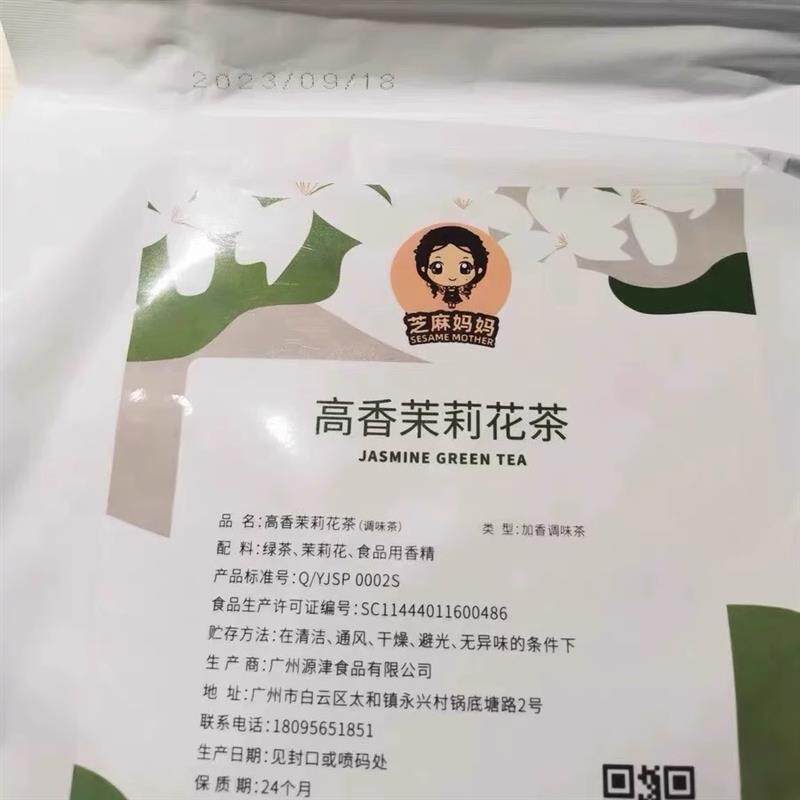 2023/09/18
芝麻妈妈
SESAME MOTHER
高香茉莉花茶
JASMINE GREEN TEA
品 名:高香茉莉花茶(调味茶) 类 型:加香调味茶
配 料:绿茶、茉莉花、食品用香精
产品标准号:Q/YJSP 0002S
食品生产许可证编号:SC11444011600486
贮存方法:在清洁、通风、干燥、避光、无异味的条件下
生 产 商:广州源津食品有限公司
地 址:广州市白云区太和镇永兴村锅底塘路2号
联系电话:18095651851
生产日期:见封口或喷码处
保 质 期:24个月